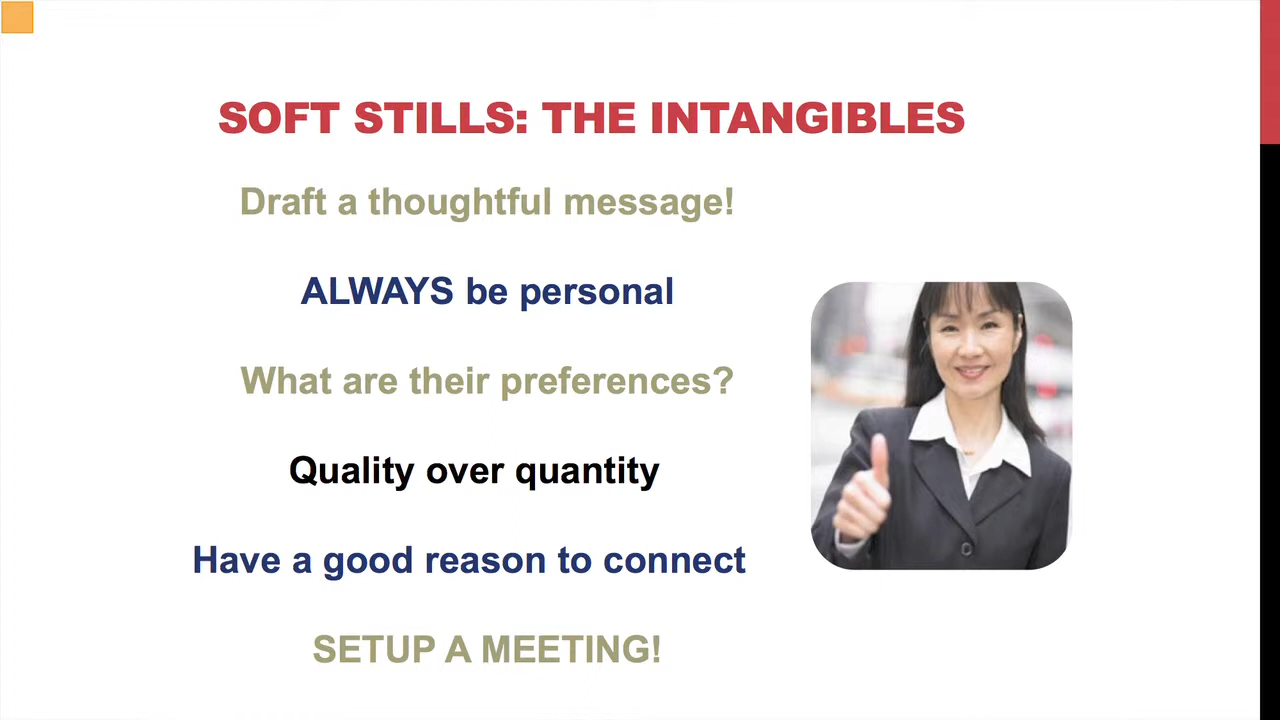 SOFT STILLS: THE INTANGIBLES
Draft a thoughtful message!
ALWAYS be personal
What are their preferences?
Quality over quantity
Have a good reason to connect
SETUP A MEETING!